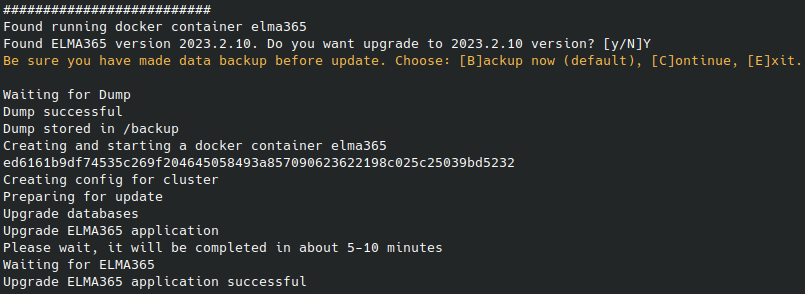 ##########################
Found running docker container elma365
Found ELMA365 version 2023.2.10. Do you want upgrade to 2023.2.10 version? [y/N]Y
Be sure you have made data backup before update. Choose: [B]ackup now (default), [C]ontinue, [E]xit.
Waiting for Dump
Dump successful
Dump stored in /backup
Creating and starting a docker container elma365
ed6161b9df74535c269f204645058493a857090623622198c025c25039bd5232
Creating config for cluster
Preparing for update
Upgrade databases
Upgrade ELMA365 application
Please wait, it will be completed in about 5-10 minutes
Waiting for ELMA365
Upgrade ELMA365 application successful